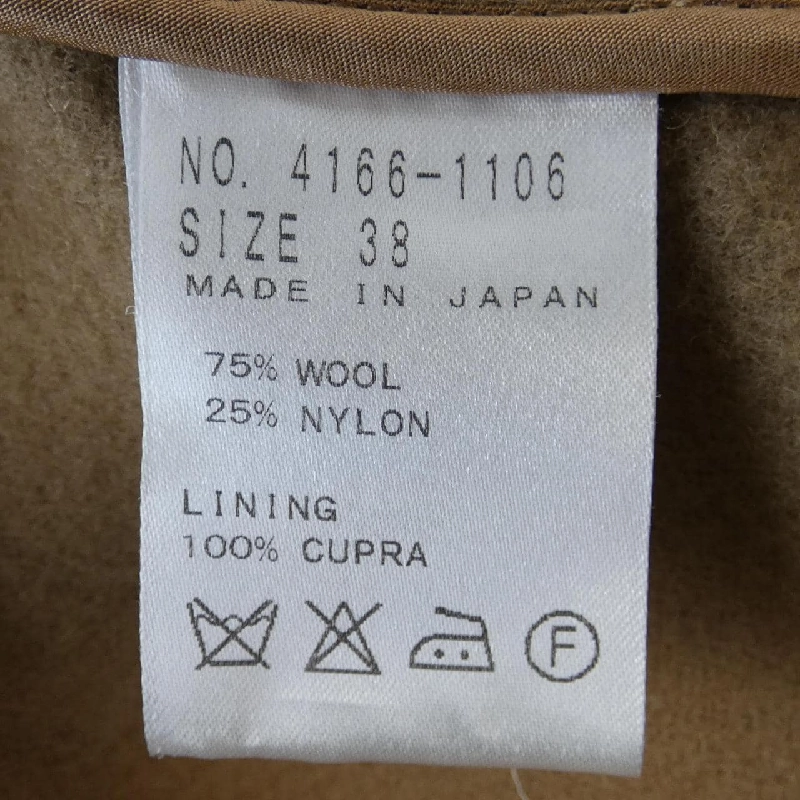 NO. 4166-1106
SIZE 38
MADE IN JAPAN
75% WOOL
25% NYLON
LINING
100% CUPRA
F